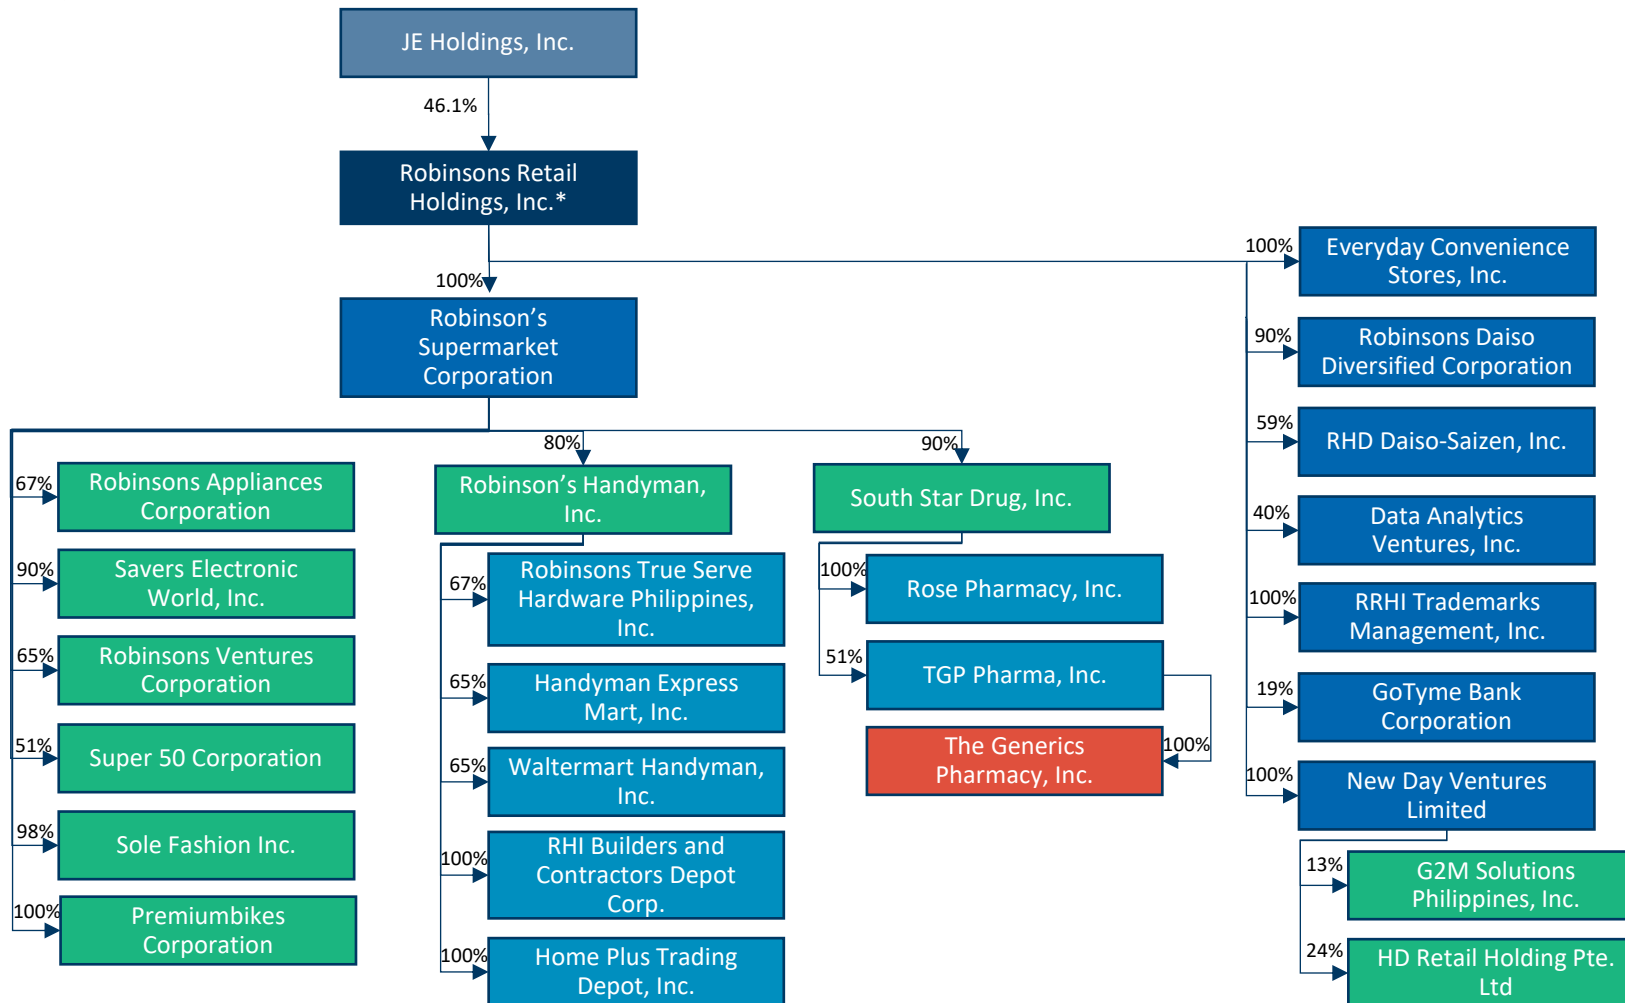 JE Holdings, Inc.
46.1%
Robinsons Retail
Holdings, Inc.*
100%
Robinson’s
Supermarket
Corporation
67%
Robinsons Appliances
Corporation
90%
Savers Electronic
World, Inc.
65%
Robinsons Ventures
Corporation
51%
Super 50 Corporation
98%
Sole Fashion Inc.
100%
Premiumbikes
Corporation
80%
Robinson’s Handyman,
Inc.
67%
Robinsons True Serve
Hardware Philippines,
Inc.
65%
Handyman Express
Mart, Inc.
65%
Waltermart Handyman,
Inc.
100%
RHI Builders and
Contractors Depot
Corp.
100%
Home Plus Trading
Depot, Inc.
90%
South Star Drug, Inc.
100%
Rose Pharmacy, Inc.
51%
TGP Pharma, Inc.
100%
The Generics
Pharmacy, Inc.
100%
Everyday Convenience
Stores, Inc.
90%
Robinsons Daiso
Diversified Corporation
59%
RHD Daiso-Saizen, Inc.
40%
Data Analytics
Ventures, Inc.
100%
RRHI Trademarks
Management, Inc.
19%
GoTyme Bank
Corporation
100%
New Day Ventures
Limited
13%
G2M Solutions
Philippines, Inc.
24%
HD Retail Holding Pte.
Ltd